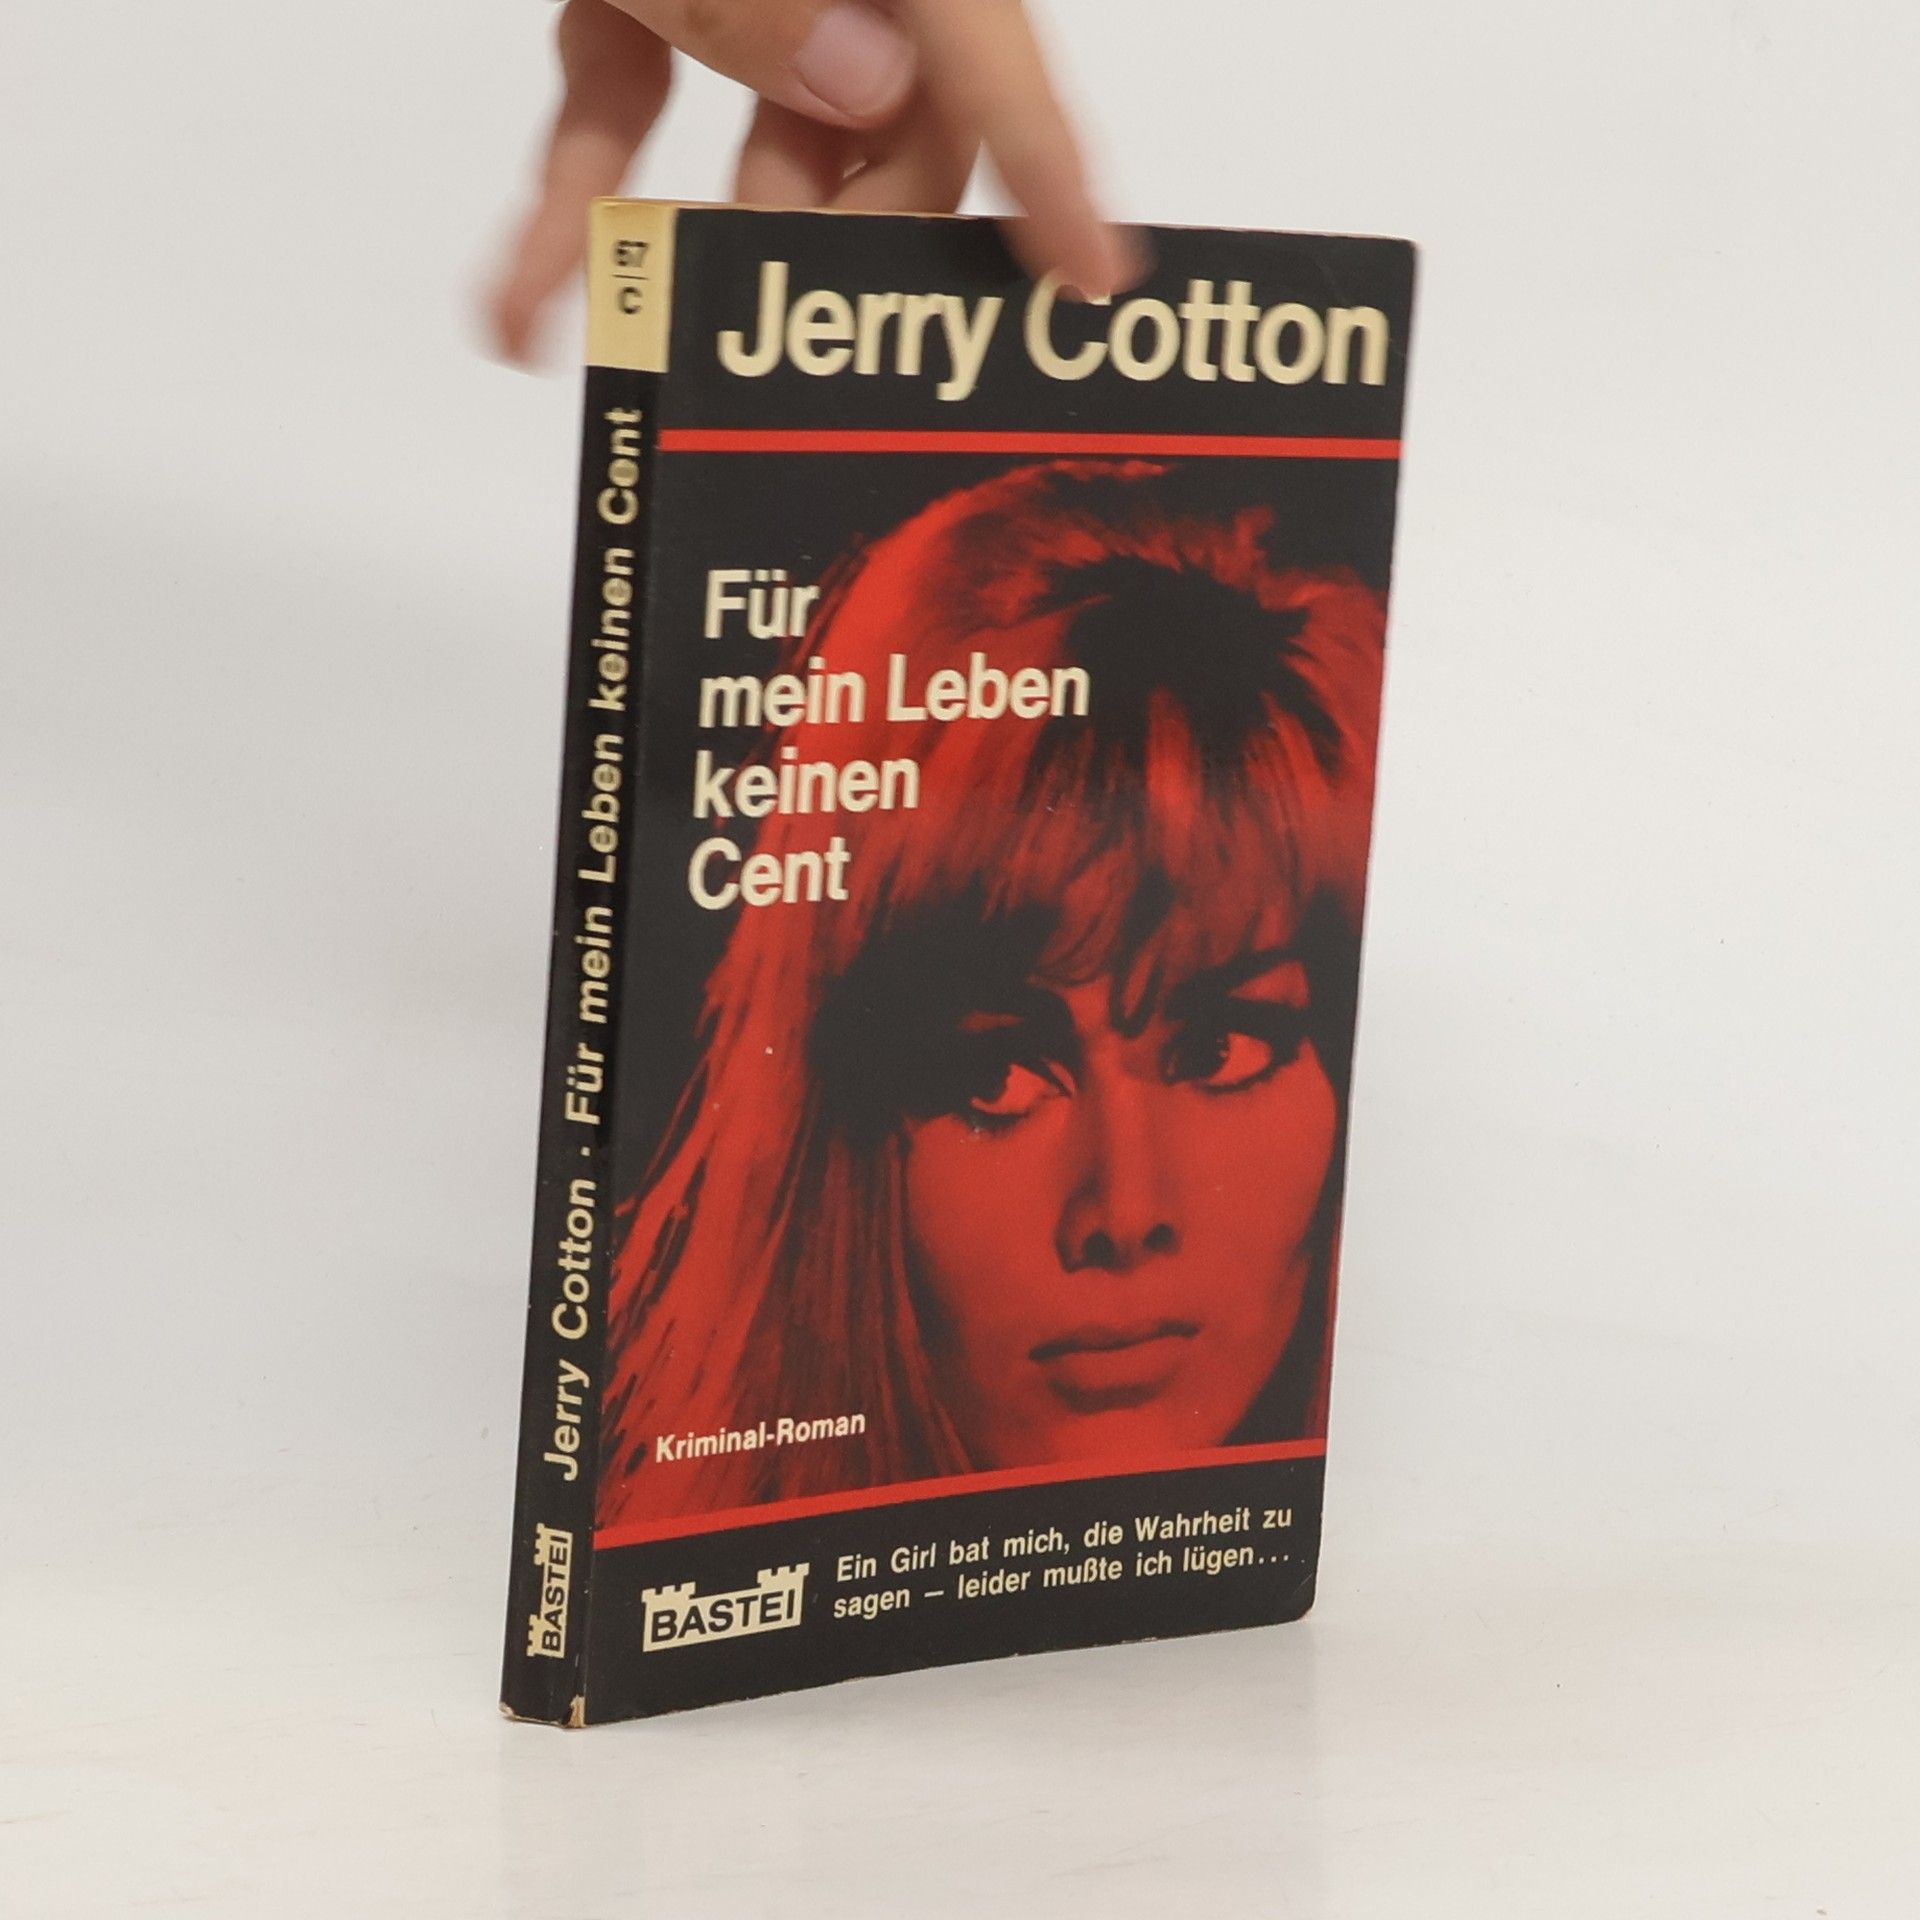 67
C
Jerry Cotton · Für mein Leben keinen Cent
BASTEI
Jerry Cotton
Für
mein Leben
keinen
Cent
Kriminal-Roman
BASTEI
Ein Girl bat mich, die Wahrheit zu
sagen – leider mußte ich lügen...